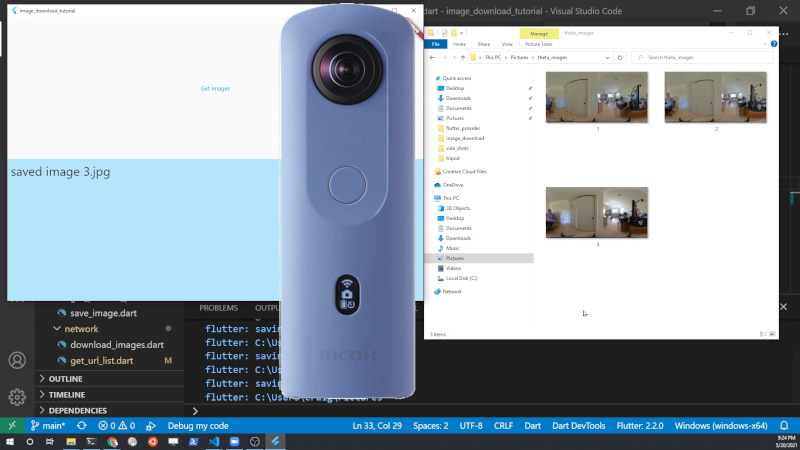 image_download_tutorial
dart - image_download_tutorial - Visual Studio Code
Get Images
saved image 3.jpg
RICOH
Manage
theta_images
File
Home
Share
View
Picture Tools
This PC > Pictures > theta_images
Search theta_images
Quick access
Desktop
Downloads
Documents
Pictures
flutter_provider
image_download
side_shots
tripod
Creative Cloud Files
OneDrive
This PC
3D Objects
Desktop
Documents
Downloads
Music
Pictures
Videos
Local Disk (C:)
Network
1
2
3
3 items
save_image.dart
network
download_images.dart
get_url_list.dart M
OUTLINE
TIMELINE
DEPENDENCIES
PROBLEMS
flutter: savin
flutter: C:\Us
flutter: savin
flutter: C:\Us
flutter: savin
flutter: C:\Users\craig\Pictures
main*
0 0
Debug my code
Ln 33, Col 29
Spaces: 2
UTF-8
CRLF
Dart
Dart DevTools
Flutter: 2.2.0
Windows (windows-x64)
9:24 PM
5/20/2021